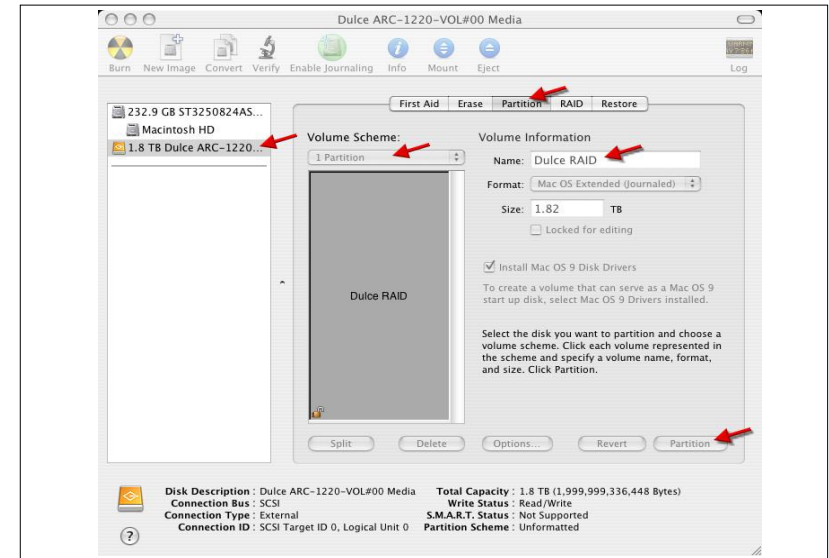 Dulce ARC-1220-VOL#00 Media
Burn New Image Convert Verify Enable Journaling Info Mount Eject Log
232.9 GB ST3250824AS...
Macintosh HD
1.8 TB Dulce ARC-1220...
First Aid Erase Partition RAID Restore
Volume Scheme:
1 Partition
Dulce RAID
Volume Information
Name: Dulce RAID
Format: Mac OS Extended (Journaled)
Size: 1.82 TB
Locked for editing
Install Mac OS 9 Disk Drivers
To create a volume that can serve as a Mac OS 9
start up disk, select Mac OS 9 Drivers installed.
Select the disk you want to partition and choose a
volume scheme. Click each volume represented in
the scheme and specify a volume name, format,
and size. Click Partition.
Split Delete Options... Revert Partition
Disk Description : Dulce ARC-1220-VOL#00 Media
Connection Bus : SCSI
Connection Type : External
Connection ID : SCSI Target ID 0, Logical Unit 0
Total Capacity : 1.8 TB (1,999,999,336,448 Bytes)
Write Status : Read/Write
S.M.A.R.T. Status : Not Supported
Partition Scheme : Unformatted
?